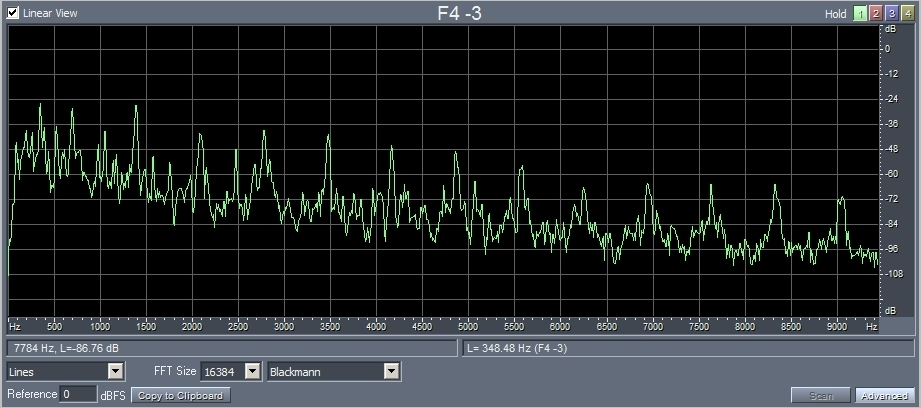 Linear View F4 -3 Hold 1 2 3 4
dB
0
-12
-24
-36
-48
-60
-72
-84
-96
-108
dB
Hz 500 1000 1500 2000 2500 3000 3500 4000 4500 5000 5500 6000 6500 7000 7500 8000 8500 9000 Hz
7784 Hz, L=-86.76 dB L= 348.48 Hz (F4 -3)
Lines FFT Size 16384 Blackmann
Reference 0 dBFS Copy to Clipboard Scan Advanced